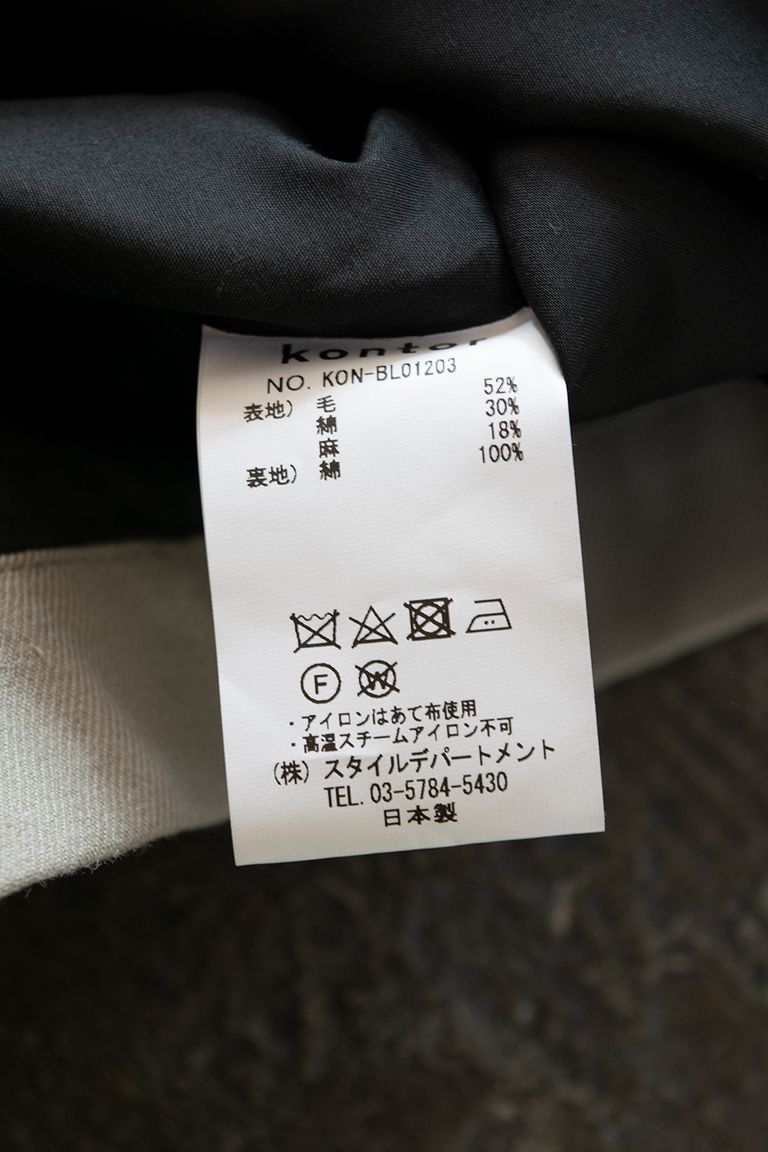 kontor
NO. KON-BL01203
表地) 毛 52%
綿 30%
麻 18%
裏地) 綿 100%
F W
・アイロンはあて布使用
・高温スチームアイロン不可
(株) スタイルデパートメント
TEL. 03-5784-5430
日本製